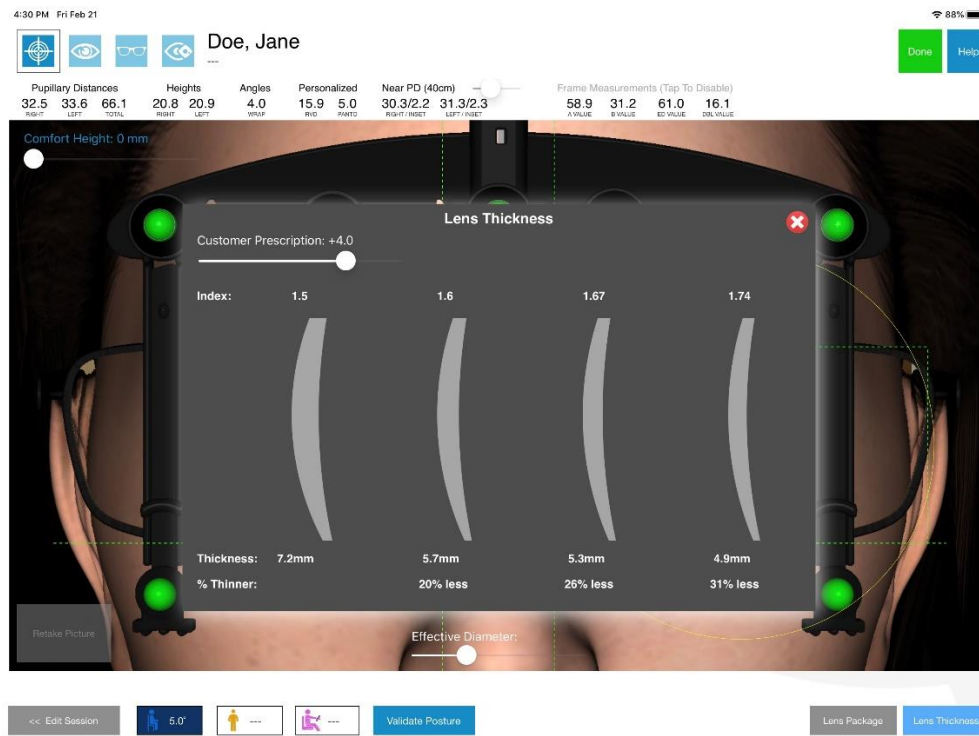 4:30 PM Fri Feb 21
88%
Doe, Jane
---
Done
Help
Pupillary Distances Heights Angles Personalized Near PD (40cm) Frame Measurements (Tap To Disable)
32.5 33.6 66.1 20.8 20.9 4.0 15.9 5.0 30.3/2.2 31.3/2.3 58.9 31.2 61.0 16.1
RIGHT LEFT TOTAL RIGHT LEFT WRAP RVD PANTO RIGHT / INSET LEFT / INSET A VALUE B VALUE ED VALUE DBL VALUE
Comfort Height: 0 mm
Lens Thickness
Customer Prescription: +4.0
Index: 1.5 1.6 1.67 1.74
Thickness: 7.2mm 5.7mm 5.3mm 4.9mm
% Thinner: 20% less 26% less 31% less
Retake Picture
Effective Diameter:
<< Edit Session
5.0°
---
---
Validate Posture
Lens Package
Lens Thickness